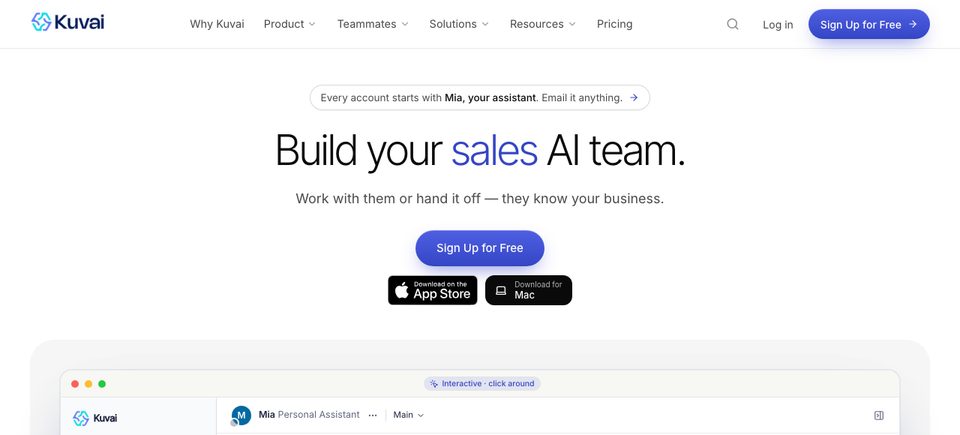 Kuvai
Why Kuvai
Product
Teammates
Solutions
Resources
Pricing
Log in
Sign Up for Free
Every account starts with Mia, your assistant. Email it anything.
Build your sales AI team.
Work with them or hand it off — they know your business.
Sign Up for Free
Download on the
App Store
Download for
Mac
Interactive · click around
Kuvai
M
Mia Personal Assistant
Main